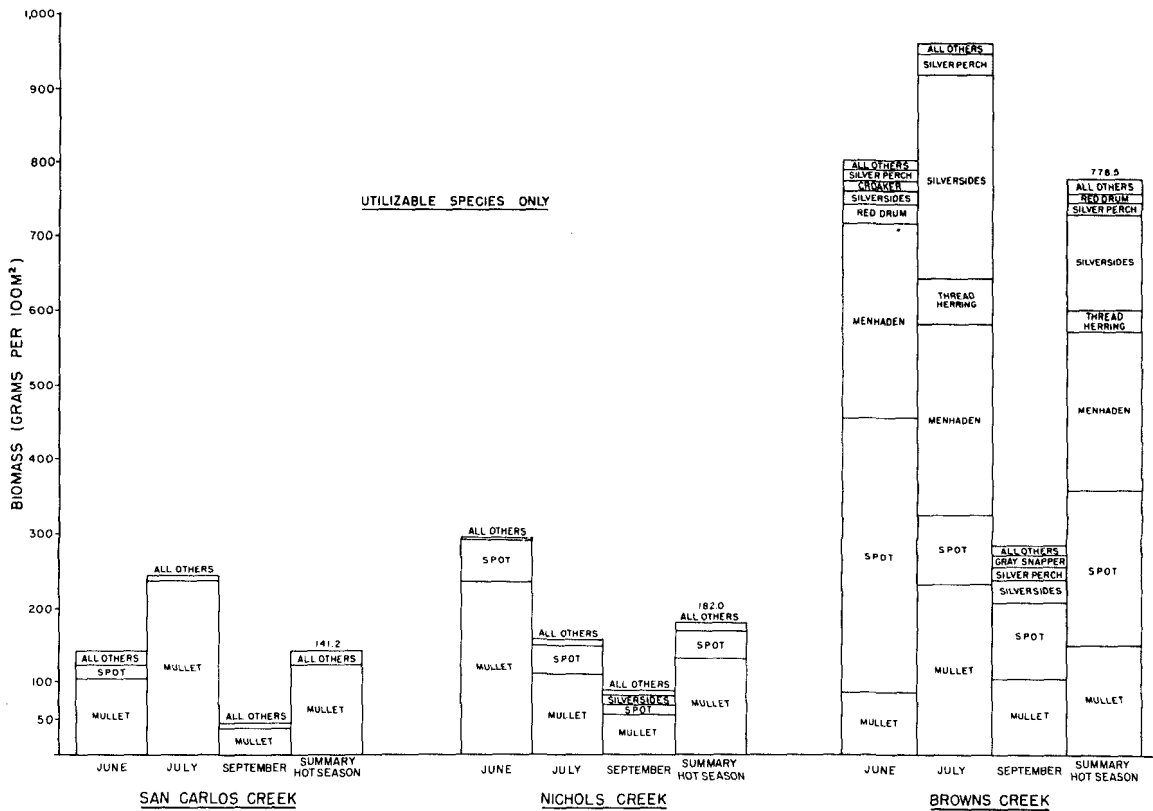 1,000
900
800
700
600
500
400
300
200
100
50
BIOMASS (GRAMS PER 100M²)
UTILIZABLE SPECIES ONLY
ALL OTHERS
SPOT
MULLET
ALL OTHERS
MULLET
ALL OTHERS
MULLET
141.2
ALL OTHERS
MULLET
JUNE
JULY
SEPTEMBER
SUMMARY
HOT SEASON
SAN CARLOS CREEK
ALL OTHERS
SPOT
MULLET
ALL OTHERS
SPOT
MULLET
ALL OTHERS
SILVERSIDES
SPOT
MULLET
182.0
ALL OTHERS
SPOT
MULLET
JUNE
JULY
SEPTEMBER
SUMMARY
HOT SEASON
NICHOLS CREEK
ALL OTHERS
SILVER PERCH
CROAKER
SILVERSIDES
RED DRUM
MENHADEN
SPOT
MULLET
ALL OTHERS
SILVER PERCH
SILVERSIDES
THREAD
HERRING
MENHADEN
SPOT
MULLET
ALL OTHERS
GRAY SNAPPER
SILVER PERCH
SILVERSIDES
SPOT
MULLET
778.5
ALL OTHERS
RED DRUM
SILVER PERCH
SILVERSIDES
THREAD
HERRING
MENHADEN
SPOT
MULLET
JUNE
JULY
SEPTEMBER
SUMMARY
HOT SEASON
BROWNS CREEK